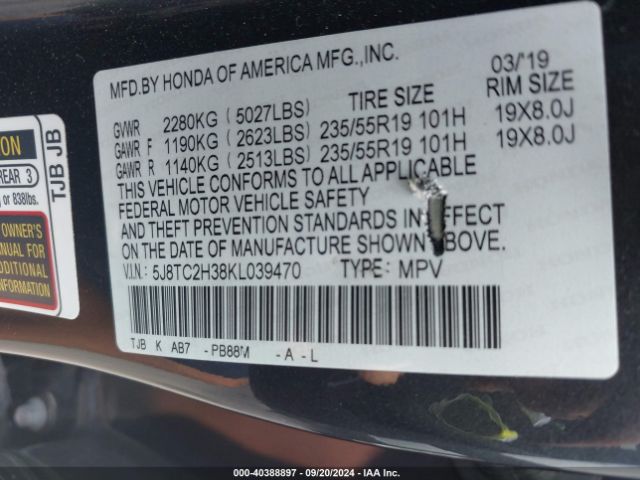 MFD.BY HONDA OF AMERICA MFG.,INC. 03/'19
TIRE SIZE RIM SIZE
GVWR 2280KG (5027LBS)
GAWR F 1190KG (2623LBS) 235/55R19 101H 19X8.0J
GAWR R 1140KG (2513LBS) 235/55R19 101H 19X8.0J
THIS VEHICLE CONFORMS TO ALL APPLICABLE
FEDERAL MOTOR VEHICLE SAFETY
AND THEFT PREVENTION STANDARDS IN EFFECT
ON THE DATE OF MANUFACTURE SHOWN ABOVE.
V.I.N.: 5J8TC2H38KL039470 TYPE: MPV
TJB K AB7 -PB88M -A -L
ON
REAR 3
or 838lbs.
OWNER'S
MANUAL FOR
ADDITIONAL
TJB JB
000-40388897 - 09/20/2024 - IAA Inc.